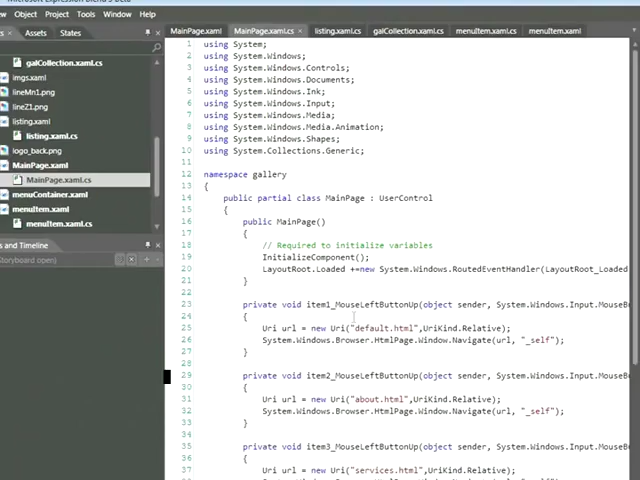 View Object Project Tools Window Help
Assets States
MainPage.xaml MainPage.xaml.cs × listing.xaml.cs galCollection.xaml.cs menuItem.xaml.cs menuItem.xaml
galCollection.xaml.cs
imgs.xaml
lineMn1.png
lineZ1.png
listing.xaml
listing.xaml.cs
logo_back.png
MainPage.xaml
MainPage.xaml.cs
menuContainer.xaml
menuItem.xaml
menuItem.xaml.cs
s and Timeline
Storyboard open)
1 using System;
2 using System.Windows;
3 using System.Windows.Controls;
4 using System.Windows.Documents;
5 using System.Windows.Ink;
6 using System.Windows.Input;
7 using System.Windows.Media;
8 using System.Windows.Media.Animation;
9 using System.Windows.Shapes;
10 using System.Collections.Generic;
11
12 namespace gallery
13 {
14 public partial class MainPage : UserControl
15 {
16 public MainPage()
17 {
18 // Required to initialize variables
19 InitializeComponent();
20 LayoutRoot.Loaded +=new System.Windows.RoutedEventHandler(LayoutRoot_Loaded
21 }
22
23 private void item1_MouseLeftButtonUp(object sender, System.Windows.Input.MouseBu
24 {
25 Uri url = new Uri("default.html",UriKind.Relative);
26 System.Windows.Browser.HtmlPage.Window.Navigate(url, "_self");
27 }
28
29 private void item2_MouseLeftButtonUp(object sender, System.Windows.Input.MouseBu
30 {
31 Uri url = new Uri("about.html",UriKind.Relative);
32 System.Windows.Browser.HtmlPage.Window.Navigate(url, "_self");
33 }
34
35 private void item3_MouseLeftButtonUp(object sender, System.Windows.Input.MouseBu
36 {
37 Uri url = new Uri("services.html",UriKind.Relative);